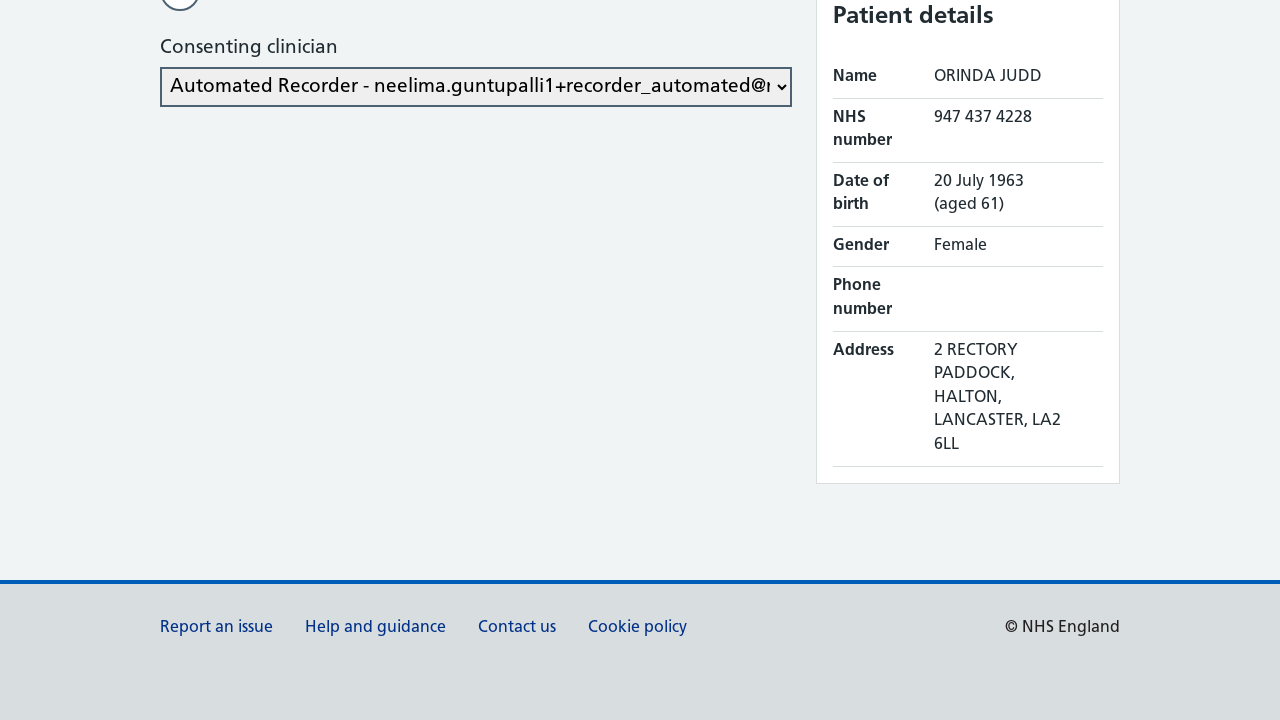 Consenting clinician
Automated Recorder - neelima.guntupalli1+recorder_automated@
Patient details
Name ORINDA JUDD
NHS number 947 437 4228
Date of birth 20 July 1963 (aged 61)
Gender Female
Phone number
Address 2 RECTORY
PADDOCK,
HALTON,
LANCASTER, LA2
6LL
Report an issue Help and guidance Contact us Cookie policy © NHS England